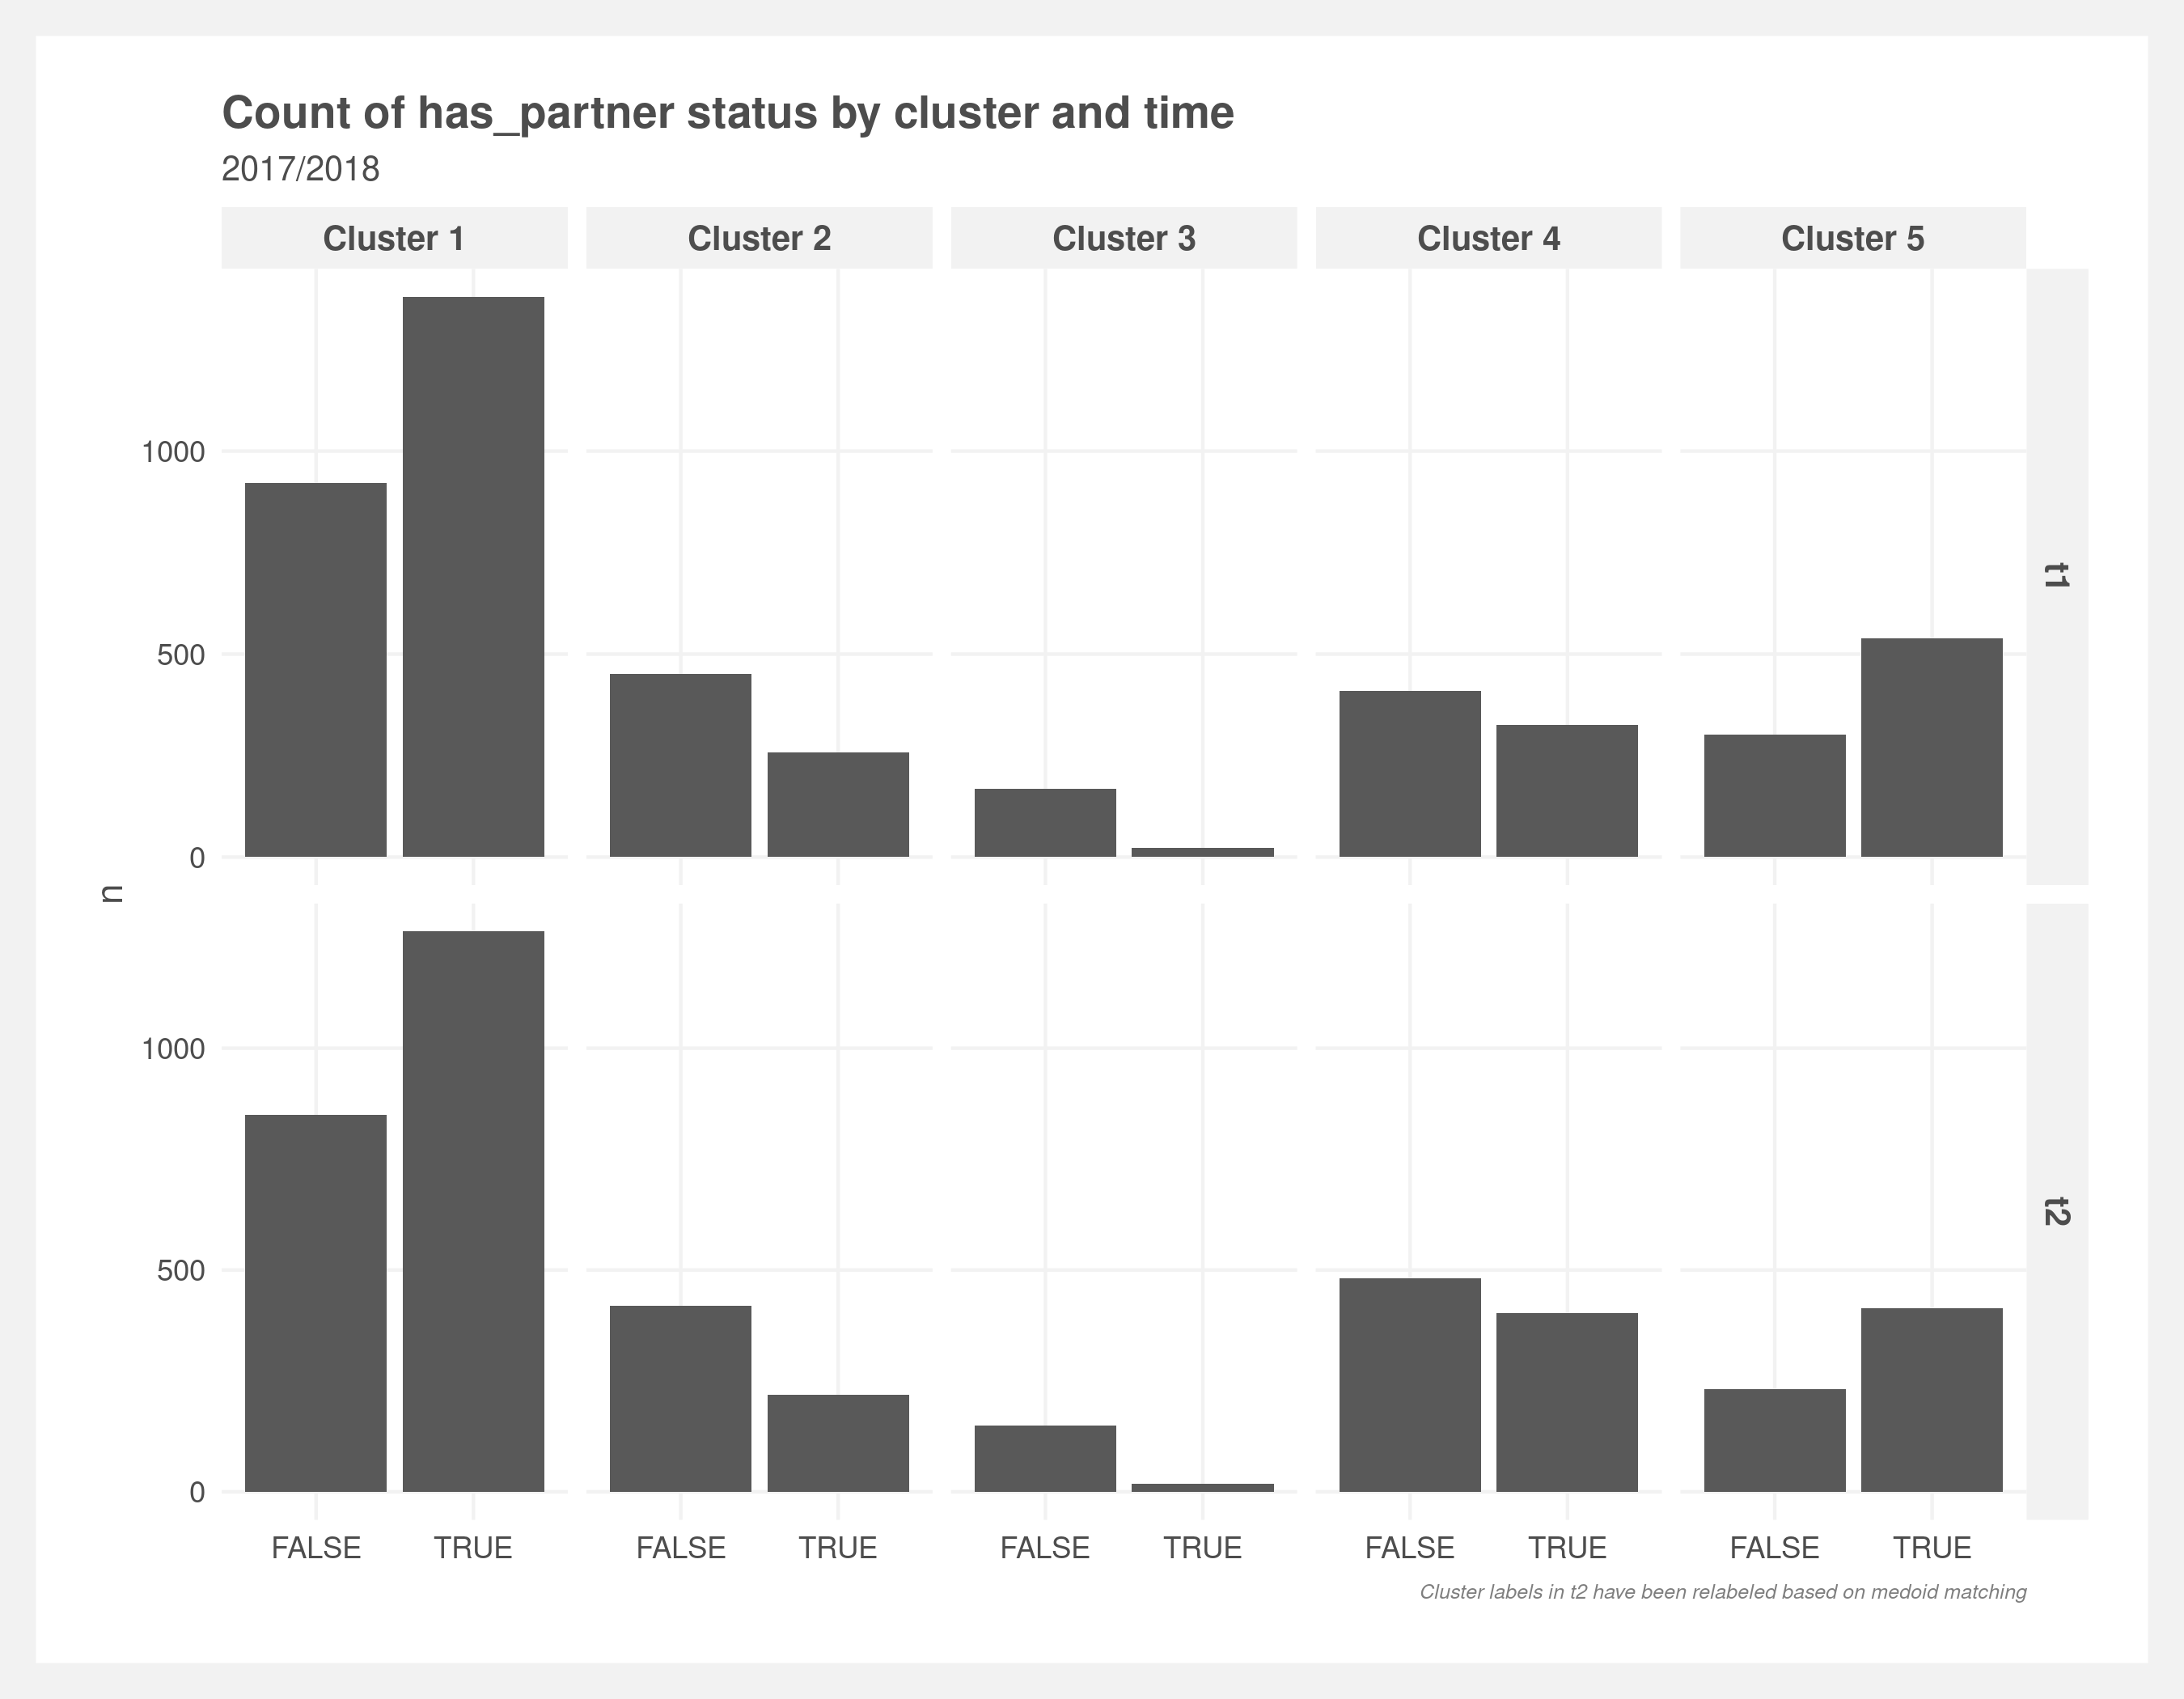 Count of has_partner status by cluster and time
2017/2018
Cluster 1 Cluster 2 Cluster 3 Cluster 4 Cluster 5
1000
500
0
t1
n
1000
500
0
t2
FALSE TRUE FALSE TRUE FALSE TRUE FALSE TRUE FALSE TRUE
Cluster labels in t2 have been relabeled based on medoid matching